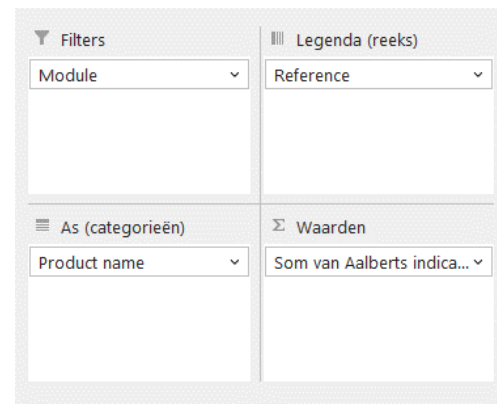 Filters
Module
Legenda (reeks)
Reference
As (categorieën)
Product name
Σ Waarden
Som van Aalberts indica...